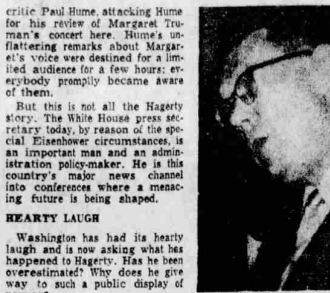 critic Paul Hume, attacking Hume
for his review of Margaret Tru-
man's concert here. Hume's un-
flattering remarks about Margar-
et's voice were destined for a lim-
ited audience for a few hours; ev-
erybody promptly became aware
of them.
But this is not all the Hagerty
story. The White House press sec-
retary today, by reason of the spe-
cial Eisenhower circumstances, is
an important man and an admin-
istration policy-maker. He is this
country's major news channel
into conferences where a menac-
ing future is being shaped.
HEARTY LAUGH
Washington has had its hearty
laugh and is now asking what has
happened to Hagerty. Has he been
overestimated? Why does he give
way to such a public display of